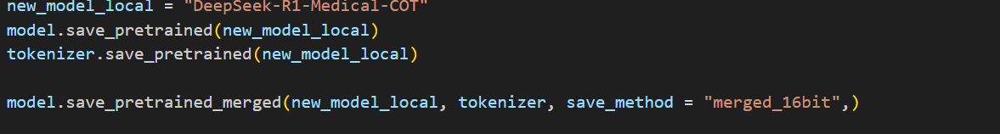 new_model_local = "DeepSeek-R1-Medical-COT"
model.save_pretrained(new_model_local)
tokenizer.save_pretrained(new_model_local)
model.save_pretrained_merged(new_model_local, tokenizer, save_method = "merged_16bit",)